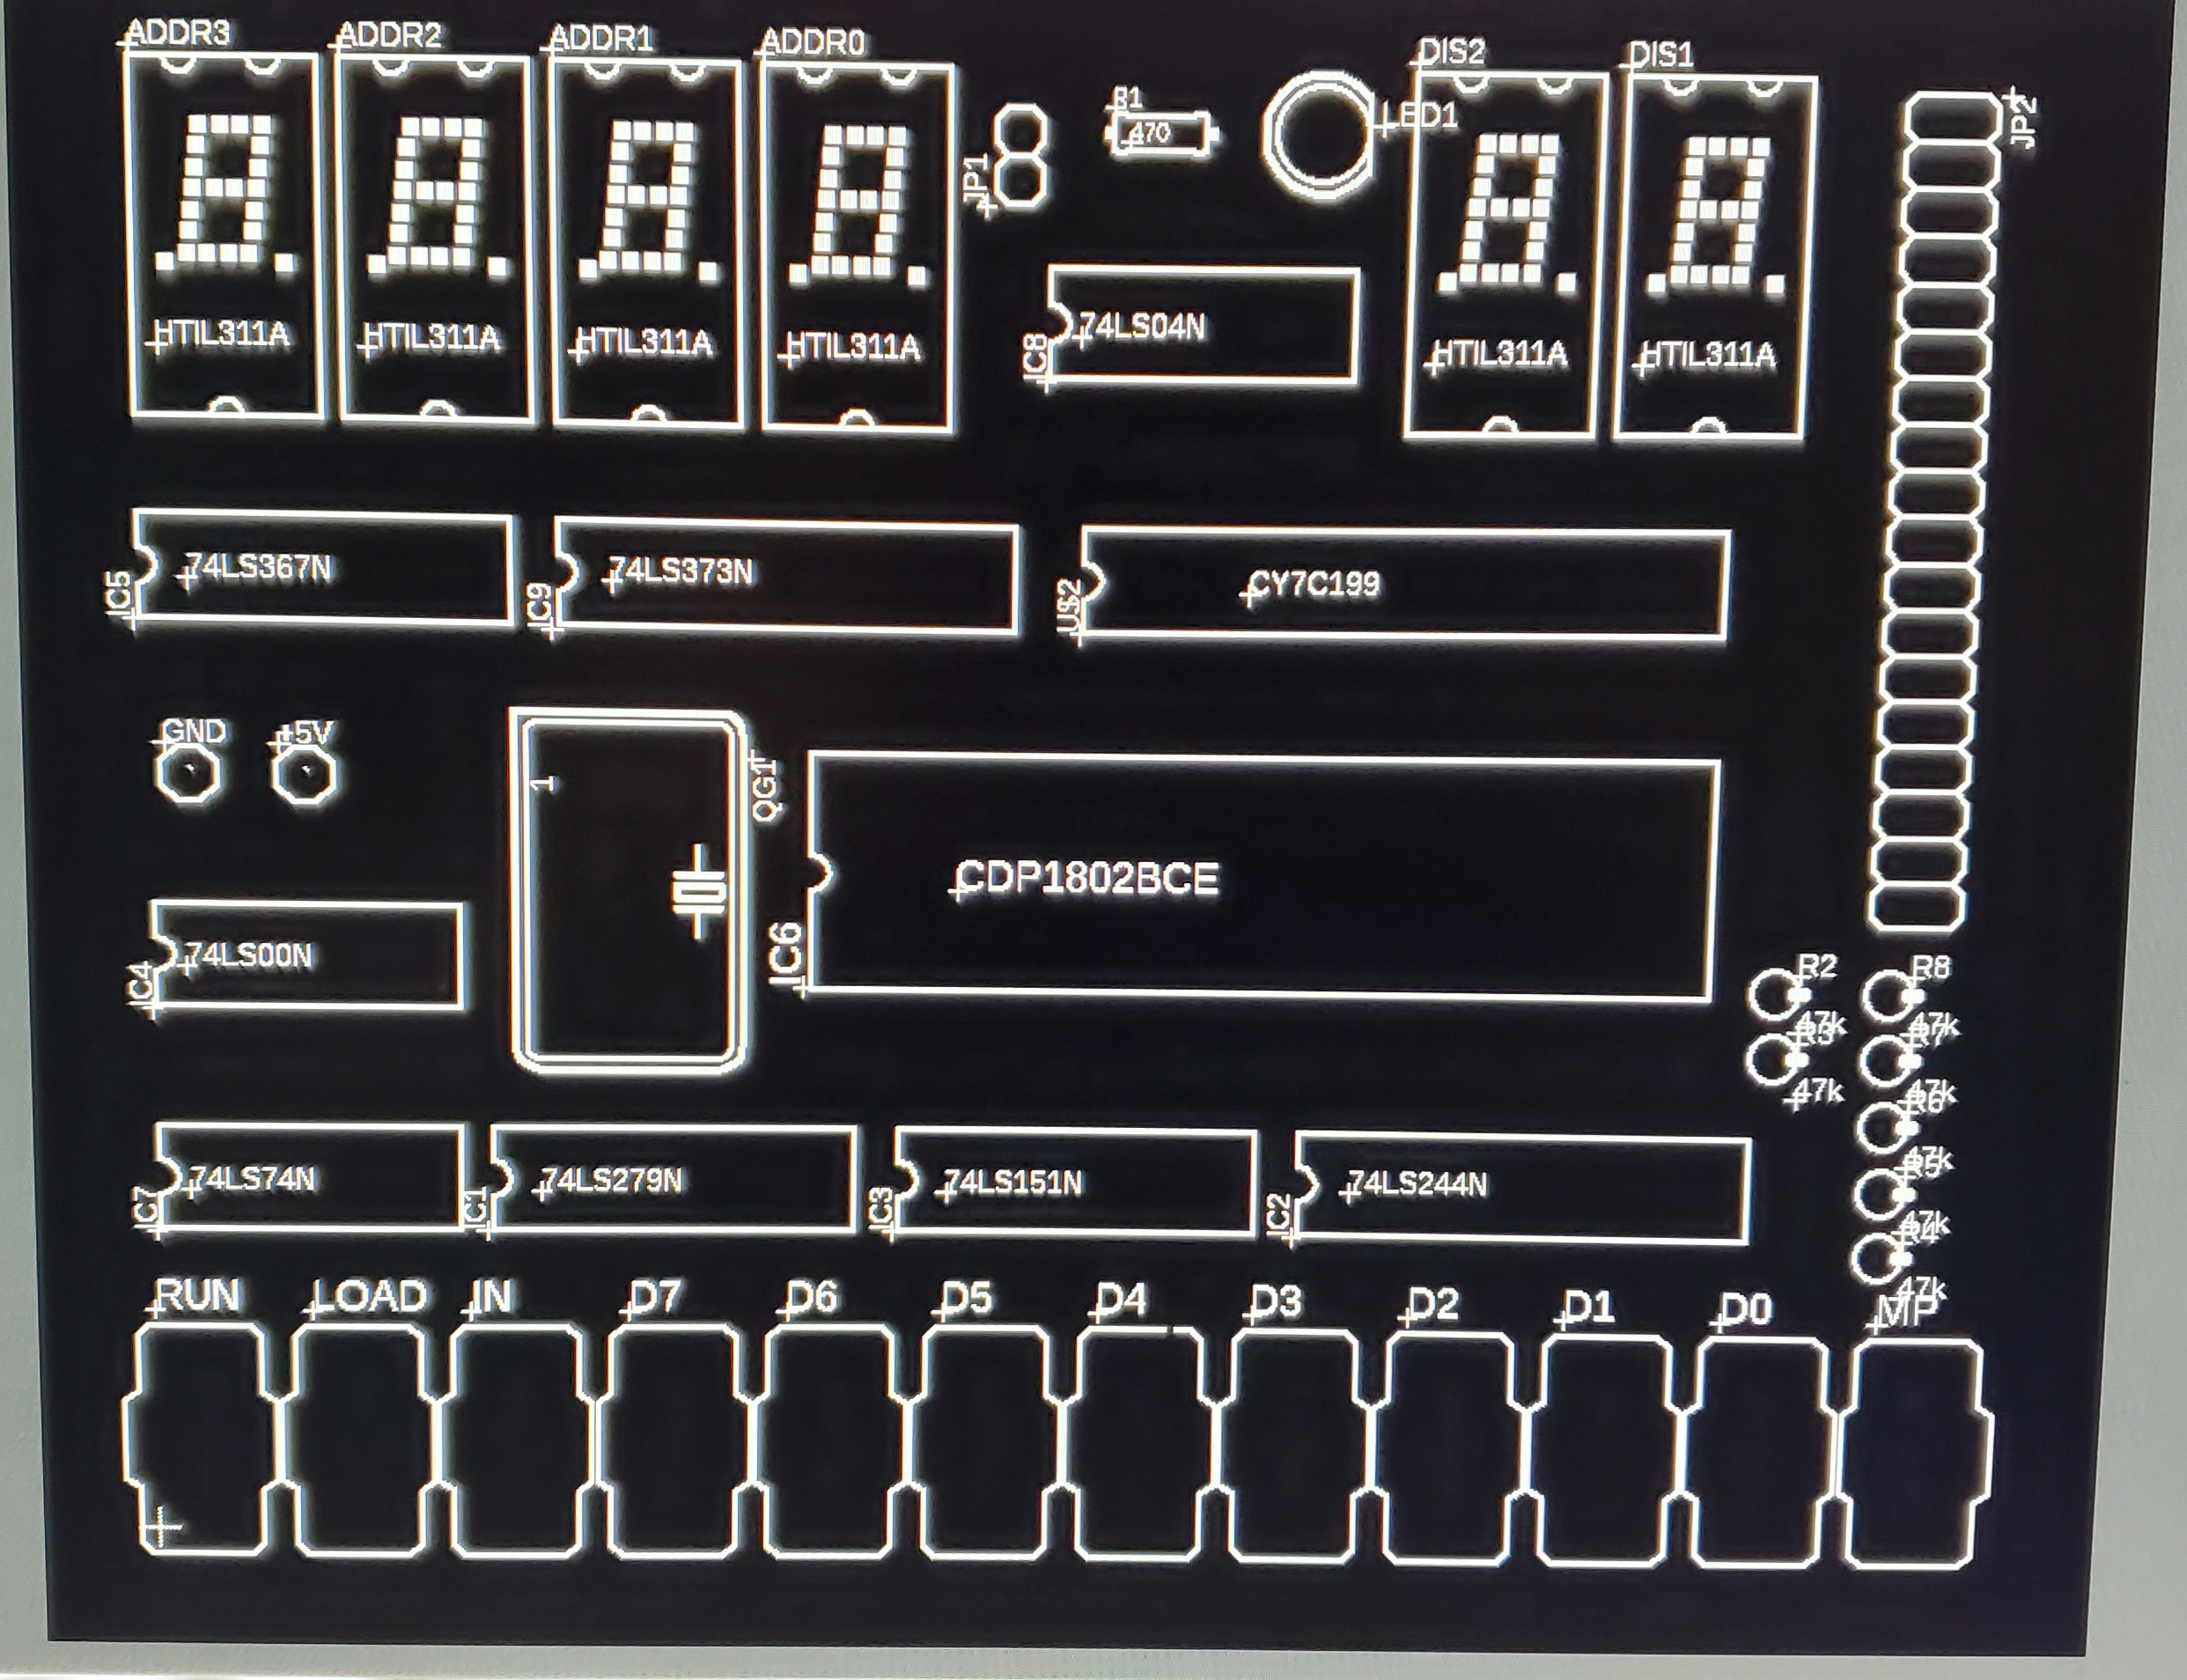 ADDR3 ADDR2 ADDR1 ADDR0 DIS2 DIS1
R1
470
LED1
JP2
JP1
HTIL311A HTIL311A HTIL311A HTIL311A HTIL311A HTIL311A
74LS04N
IC8
74LS367N 74LS373N CY7C199
IC5 IC9 U$2
GND +5V
1
QG1
CDP1802BCE
IC6
74LS00N
IC4
R2 R8
47k 47k
R3 R7
47k 47k
R6
47k
R5
47k
R4
47k
74LS74N 74LS279N 74LS151N 74LS244N
IC7 IC1 IC3 IC2
RUN LOAD IN D7 D6 D5 D4 D3 D2 D1 D0 MP